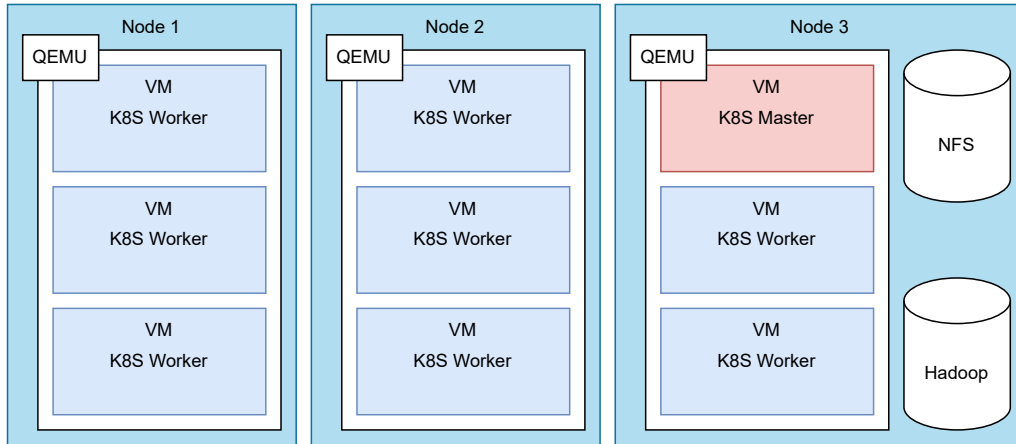 Node 1
QEMU
VM
K8S Worker
VM
K8S Worker
VM
K8S Worker
Node 2
QEMU
VM
K8S Worker
VM
K8S Worker
VM
K8S Worker
Node 3
QEMU
VM
K8S Master
VM
K8S Worker
VM
K8S Worker
NFS
Hadoop